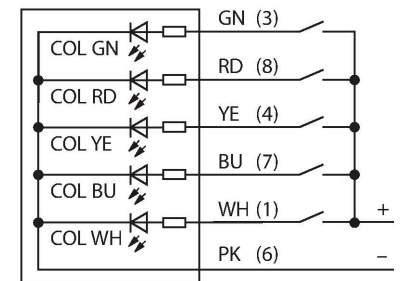 GN (3)
COL GN
RD (8)
COL RD
YE (4)
COL YE
BU (7)
COL BU
WH (1) +
COL WH
PK (6) −